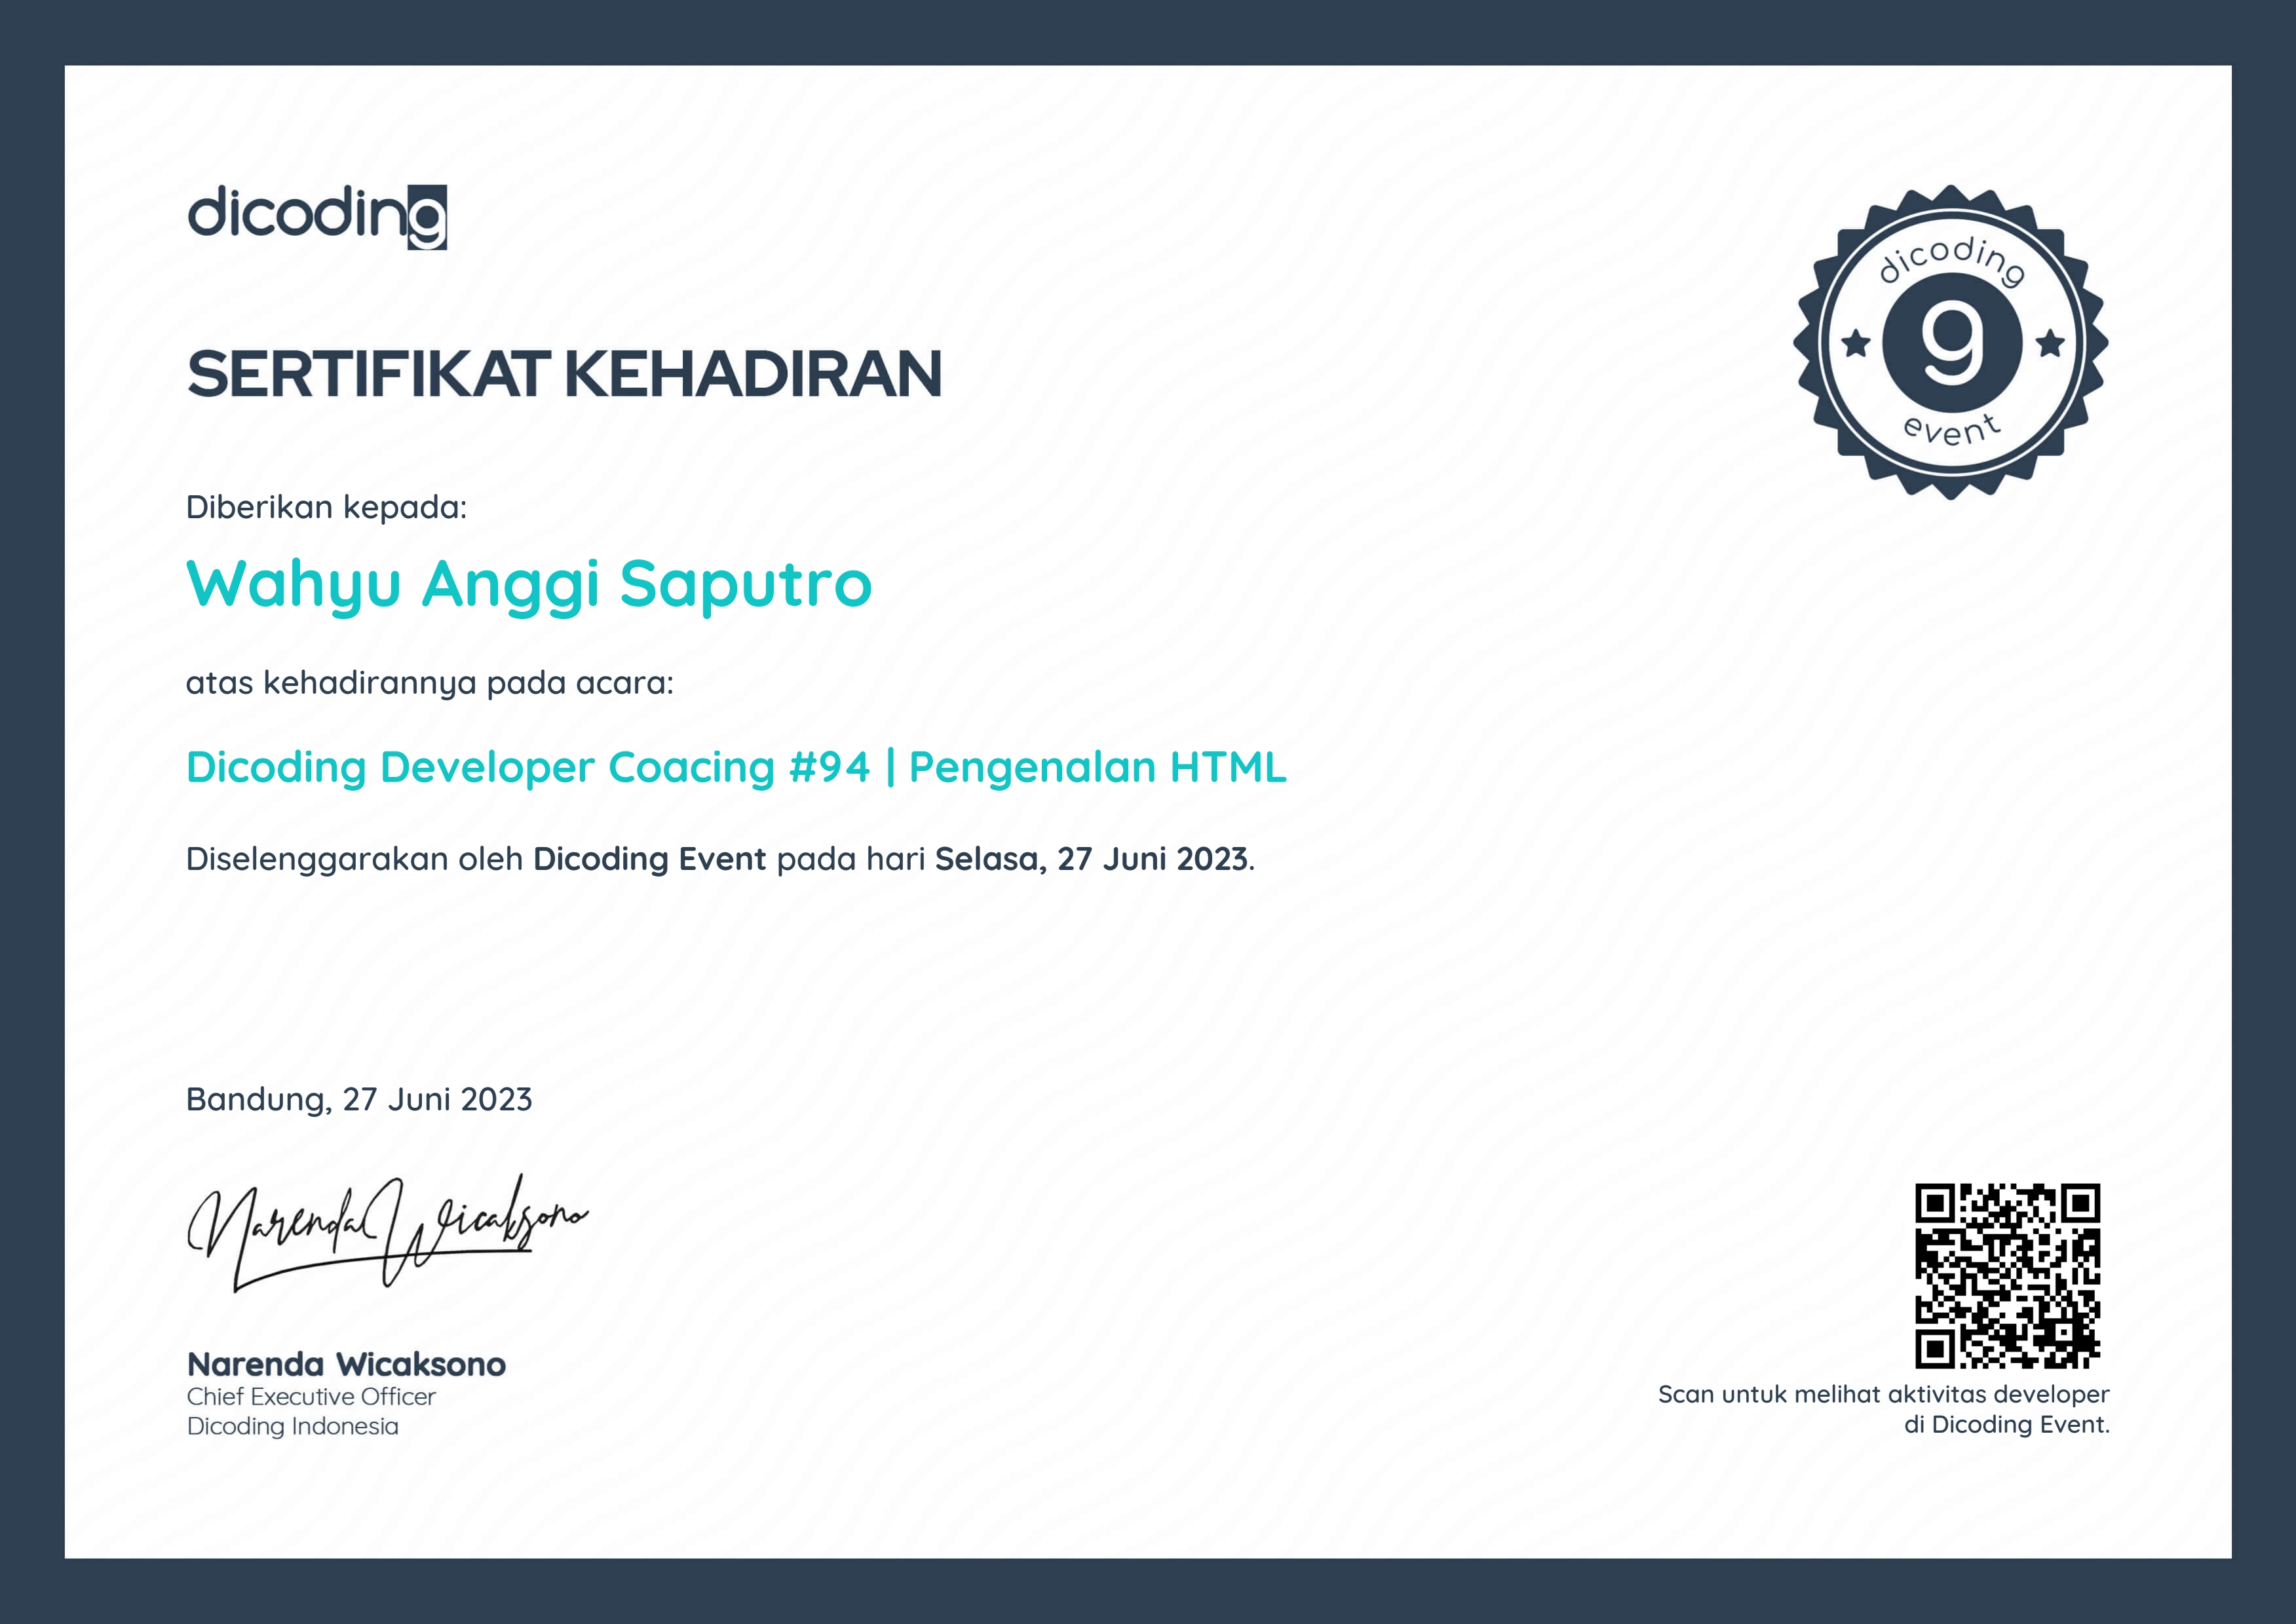 dicoding
SERTIFIKAT KEHADIRAN
dicoding
g
event
Diberikan kepada:
Wahyu Anggi Saputro
atas kehadirannya pada acara:
Dicoding Developer Coacing #94 | Pengenalan HTML
Diselenggarakan oleh Dicoding Event pada hari Selasa, 27 Juni 2023.
Bandung, 27 Juni 2023
Narenda Wicaksono
Narenda Wicaksono
Chief Executive Officer
Dicoding Indonesia
Scan untuk melihat aktivitas developer
di Dicoding Event.